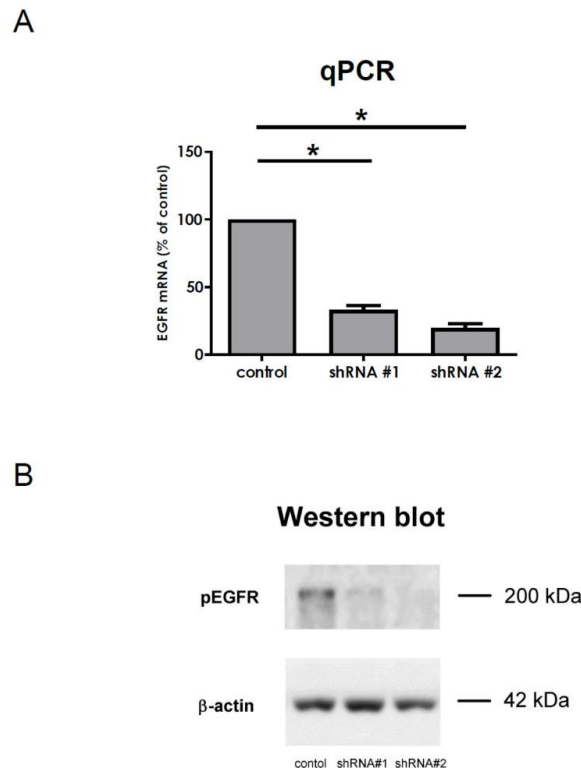 A
qPCR
*
*
EGFR mRNA (% of control)
150
100
50
0
control shRNA #1 shRNA #2
B
Western blot
pEGFR 200 kDa
β-actin 42 kDa
contol shRNA#1 shRNA#2